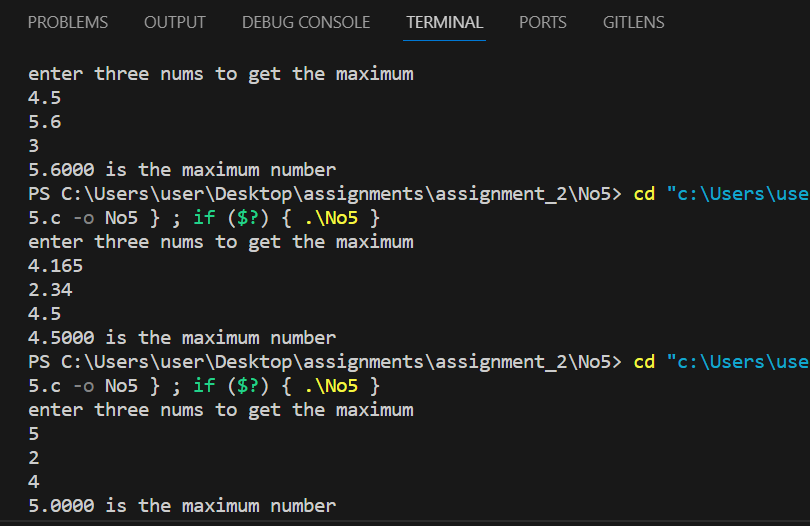 PROBLEMS OUTPUT DEBUG CONSOLE TERMINAL PORTS GITLENS
enter three nums to get the maximum
4.5
5.6
3
5.6000 is the maximum number
PS C:\Users\user\Desktop\assignments\assignment_2\No5> cd "c:\Users\use
5.c -o No5 } ; if ($?) { .\No5 }
enter three nums to get the maximum
4.165
2.34
4.5
4.5000 is the maximum number
PS C:\Users\user\Desktop\assignments\assignment_2\No5> cd "c:\Users\use
5.c -o No5 } ; if ($?) { .\No5 }
enter three nums to get the maximum
5
2
4
5.0000 is the maximum number